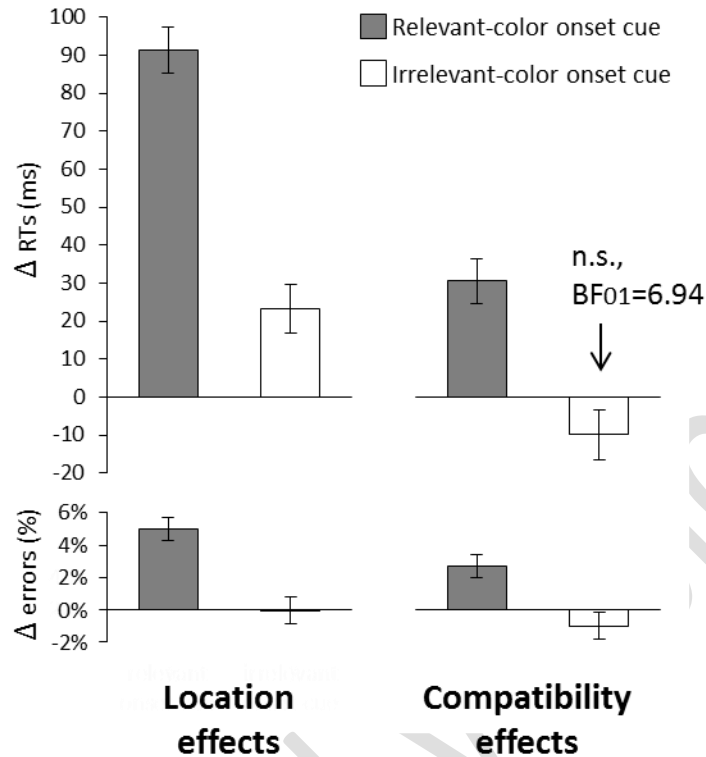 Relevant-color onset cue
Irrelevant-color onset cue
Δ RTs (ms)
100
90
80
70
60
50
40
30
20
10
0
-10
-20
n.s.,
BF01=6.94
Δ errors (%)
6%
4%
2%
0%
-2%
Location
effects
Compatibility
effects